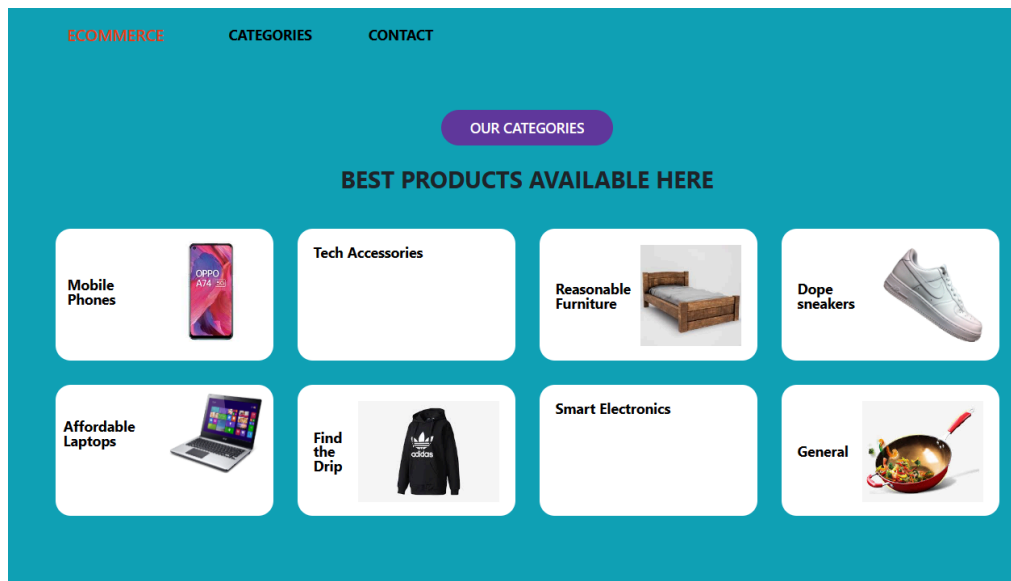 ECOMMERCE CATEGORIES CONTACT
OUR CATEGORIES
BEST PRODUCTS AVAILABLE HERE
Mobile
Phones
OPPO
A74 5G
Tech Accessories
Reasonable
Furniture
Dope
sneakers
Affordable
Laptops
Find
the
Drip
adidas
Smart Electronics
General